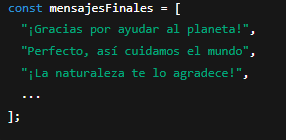 const mensajesFinales = [
"¡Gracias por ayudar al planeta!",
"Perfecto, así cuidamos el mundo",
"¡La naturaleza te lo agradece!",
...
];